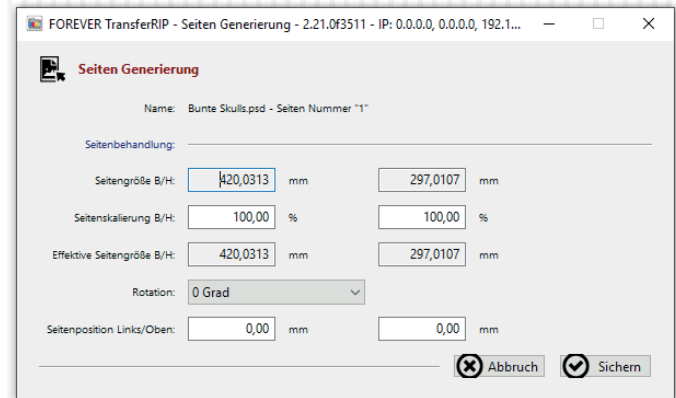 FOREVER TransferRIP - Seiten Generierung - 2.21.0f3511 - IP: 0.0.0.0, 0.0.0.0, 192.1...
Seiten Generierung
Name: Bunte Skulls.psd - Seiten Nummer "1"
Seitenbehandlung:
Seitengröße B/H: 420,0313 mm 297,0107 mm
Seitenskalierung B/H: 100,00 % 100,00 %
Effektive Seitengröße B/H: 420,0313 mm 297,0107 mm
Rotation: 0 Grad
Seitenposition Links/Oben: 0,00 mm 0,00 mm
Abbruch Sichern